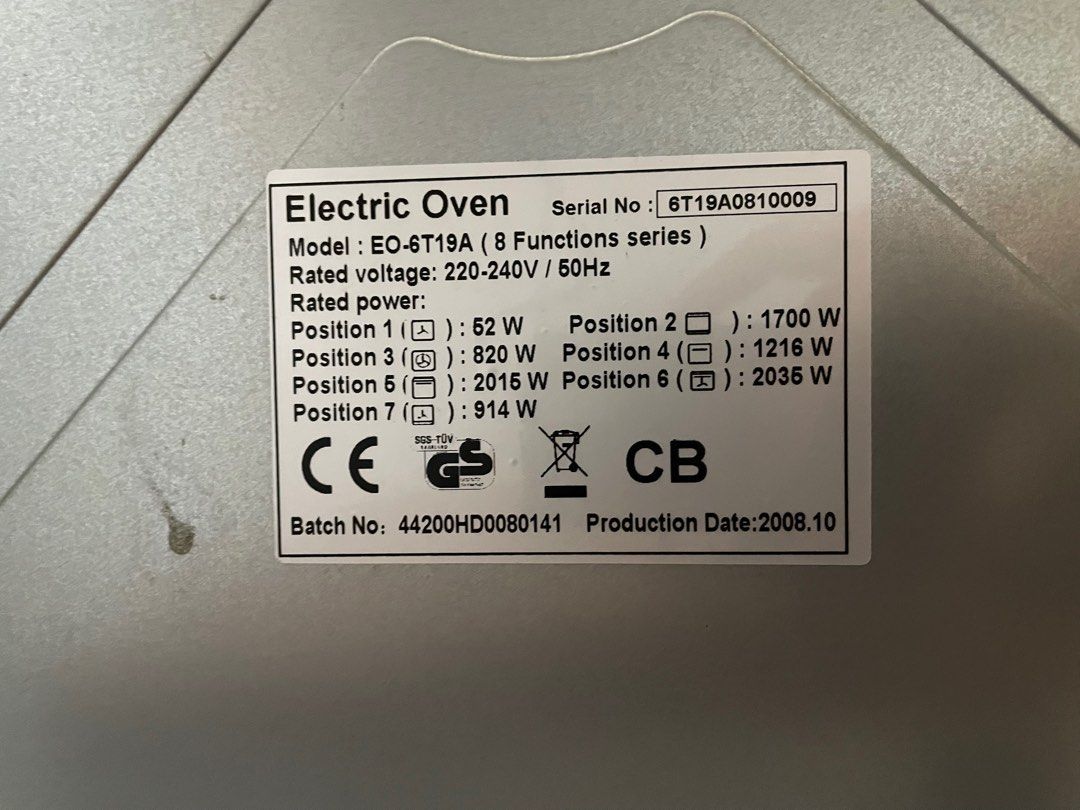 Electric Oven Serial No : 6T19A0810009
Model : EO-6T19A ( 8 Functions series )
Rated voltage: 220-240V / 50Hz
Rated power:
Position 1 ( ) : 52 W Position 2 ) : 1700 W
Position 3 ( ) : 820 W Position 4 ( ) : 1216 W
Position 5 ( ) : 2015 W Position 6 ( ) : 2035 W
Position 7 ( ) : 914 W
CE SGS-TÜV GS CB
Batch No: 44200HD0080141 Production Date:2008.10